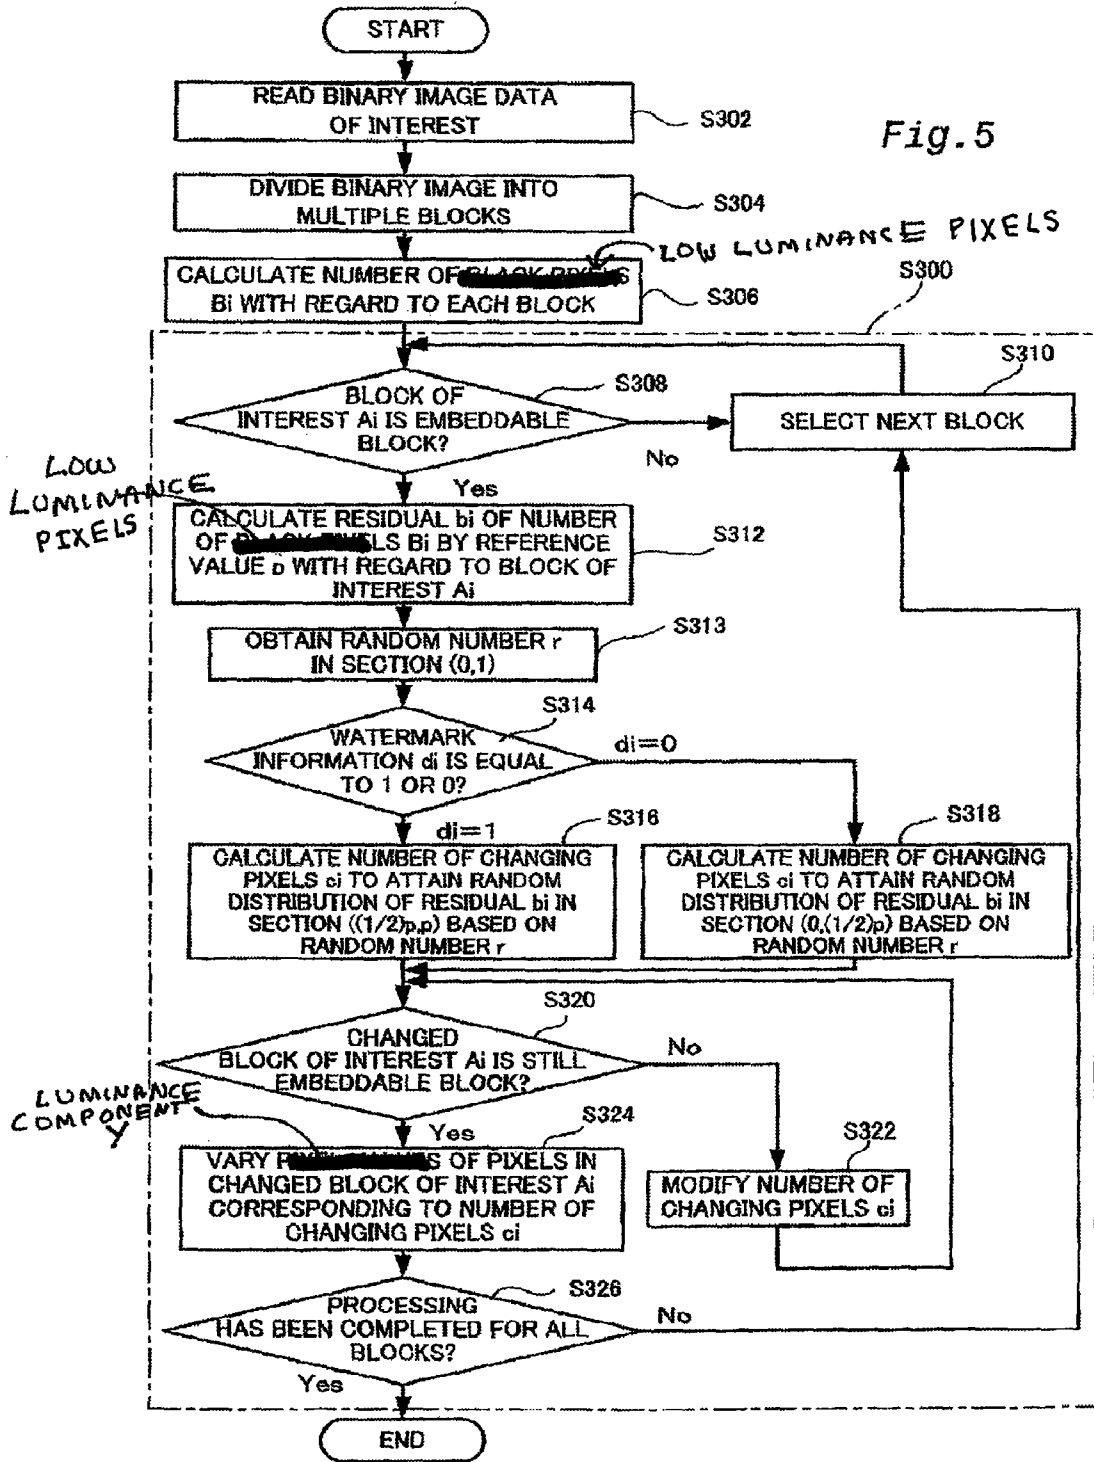 START
READ BINARY IMAGE DATA
OF INTEREST
S302
Fig.5
DIVIDE BINARY IMAGE INTO
MULTIPLE BLOCKS
S304
LOW LUMINANCE PIXELS
CALCULATE NUMBER OF
Bi WITH REGARD TO EACH BLOCK
S306
S300
S310
S308
BLOCK OF
INTEREST Ai IS EMBEDDABLE
BLOCK?
SELECT NEXT BLOCK
No
Yes
LOW
LUMINANCE
PIXELS
CALCULATE RESIDUAL bi OF NUMBER
OF Bi BY REFERENCE
VALUE p WITH REGARD TO BLOCK OF
INTEREST Ai
S312
OBTAIN RANDOM NUMBER r
IN SECTION (0,1)
S313
S314
WATERMARK
INFORMATION di IS EQUAL
TO 1 OR 0?
di=0
di=1
S316
S318
CALCULATE NUMBER OF CHANGING
PIXELS ci TO ATTAIN RANDOM
DISTRIBUTION OF RESIDUAL bi IN
SECTION ((1/2)p,p) BASED ON
RANDOM NUMBER r
CALCULATE NUMBER OF CHANGING
PIXELS ci TO ATTAIN RANDOM
DISTRIBUTION OF RESIDUAL bi IN
SECTION (0,(1/2)p) BASED ON
RANDOM NUMBER r
S320
CHANGED
BLOCK OF INTEREST Ai IS STILL
EMBEDDABLE BLOCK?
No
LUMINANCE
COMPONENT
Y
Yes
S324
VARY OF PIXELS IN
CHANGED BLOCK OF INTEREST Ai
CORRESPONDING TO NUMBER OF
CHANGING PIXELS ci
S322
MODIFY NUMBER OF
CHANGING PIXELS ci
S326
PROCESSING
HAS BEEN COMPLETED FOR ALL
BLOCKS?
No
Yes
END